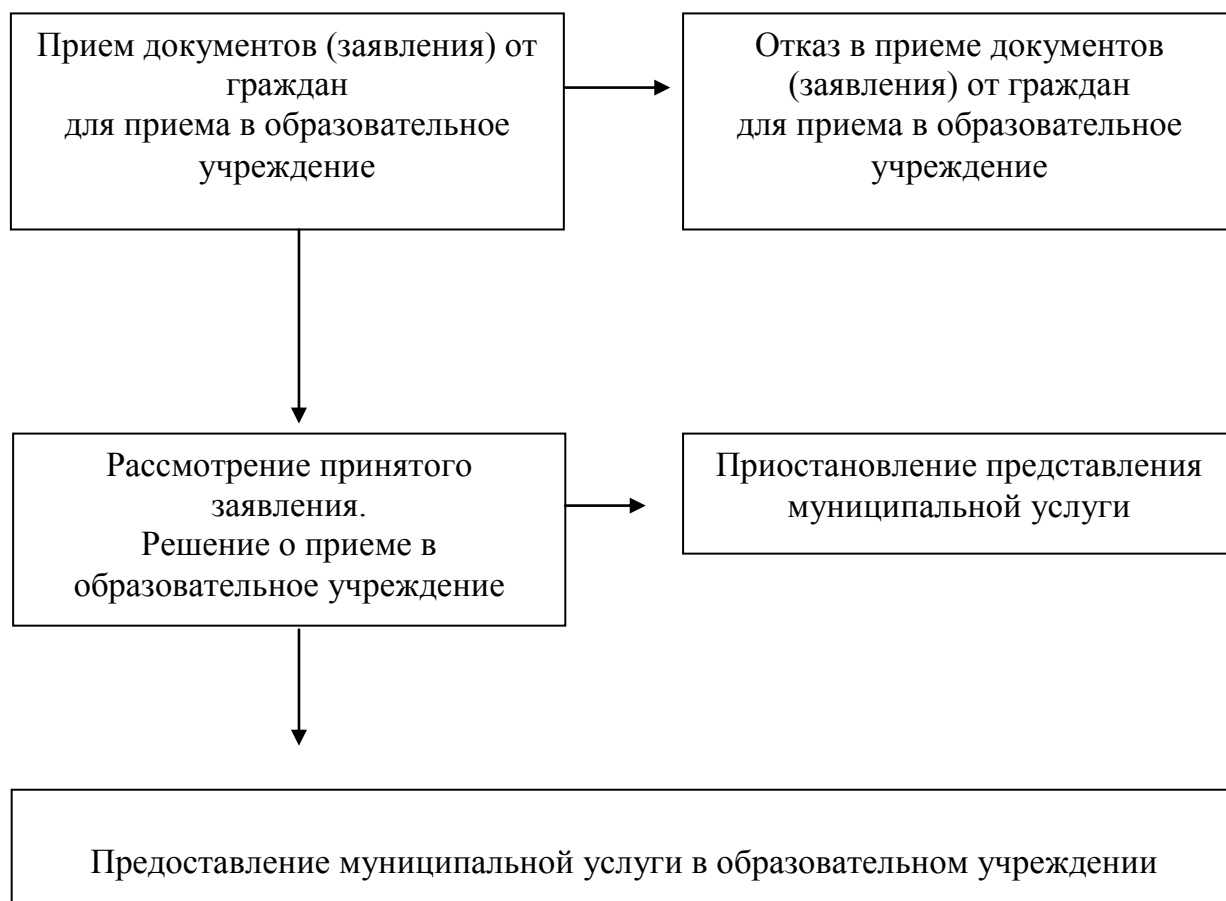 Прием документов (заявления) от
граждан
для приема в образовательное
учреждение
Отказ в приеме документов
(заявления) от граждан
для приема в образовательное
учреждение
Рассмотрение принятого
заявления.
Решение о приеме в
образовательное учреждение
Приостановление представления
муниципальной услуги
Предоставление муниципальной услуги в образовательном учреждении